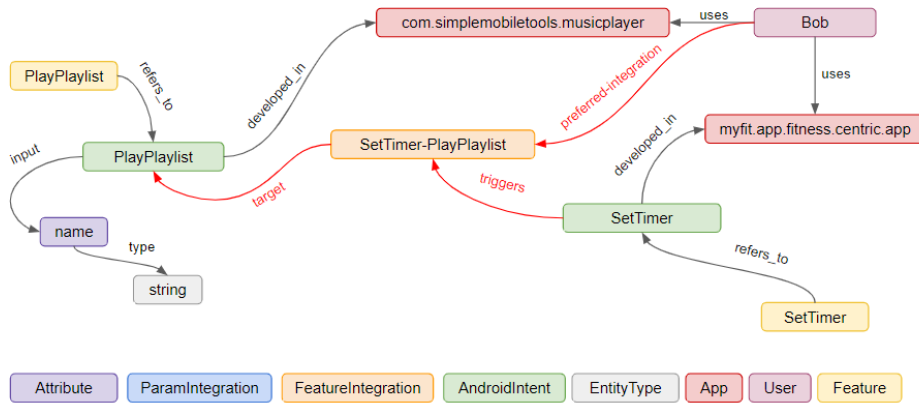 com.simplemobiletools.musicplayer
uses
Bob
PlayPlaylist
refers_to
developed_in
preferred-integration
uses
myfit.app.fitness.centric.app
input
PlayPlaylist
SetTimer-PlayPlaylist
developed_in
target
triggers
name
SetTimer
type
refers_to
string
SetTimer
Attribute
ParamIntegration
FeatureIntegration
AndroidIntent
EntityType
App
User
Feature